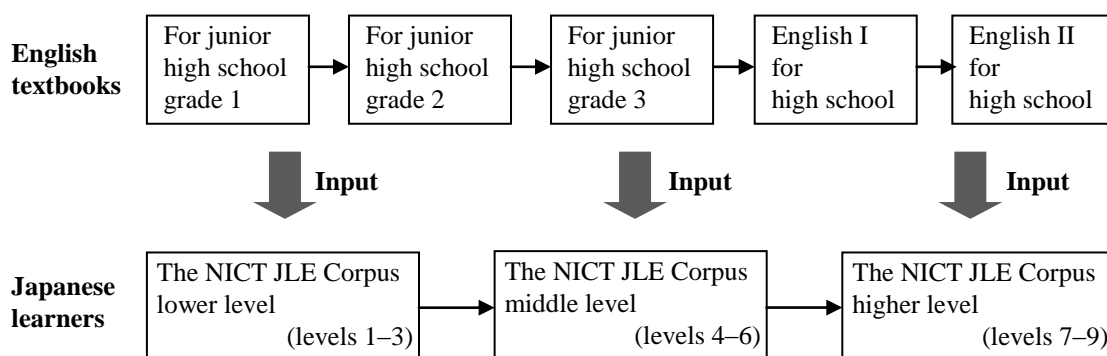 English
textbooks
For junior
high school
grade 1
For junior
high school
grade 2
For junior
high school
grade 3
English I
for
high school
English II
for
high school
Input
Input
Input
Japanese
learners
The NICT JLE Corpus
lower level
(levels 1–3)
The NICT JLE Corpus
middle level
(levels 4–6)
The NICT JLE Corpus
higher level
(levels 7–9)